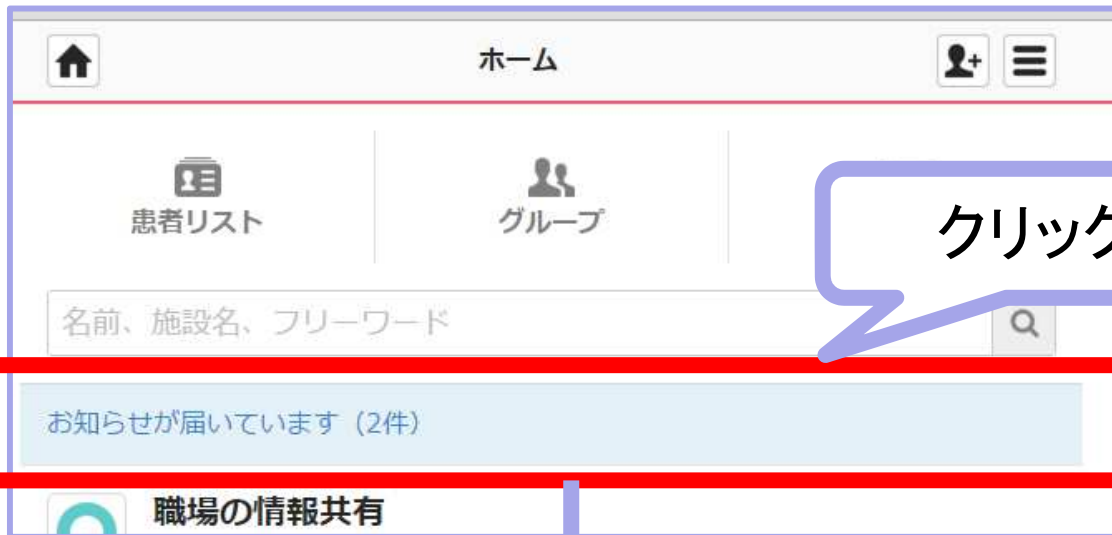 ホーム
患者リスト
グループ
クリック
名前、施設名、フリーワード
お知らせが届いています（2件）
職場の情報共有